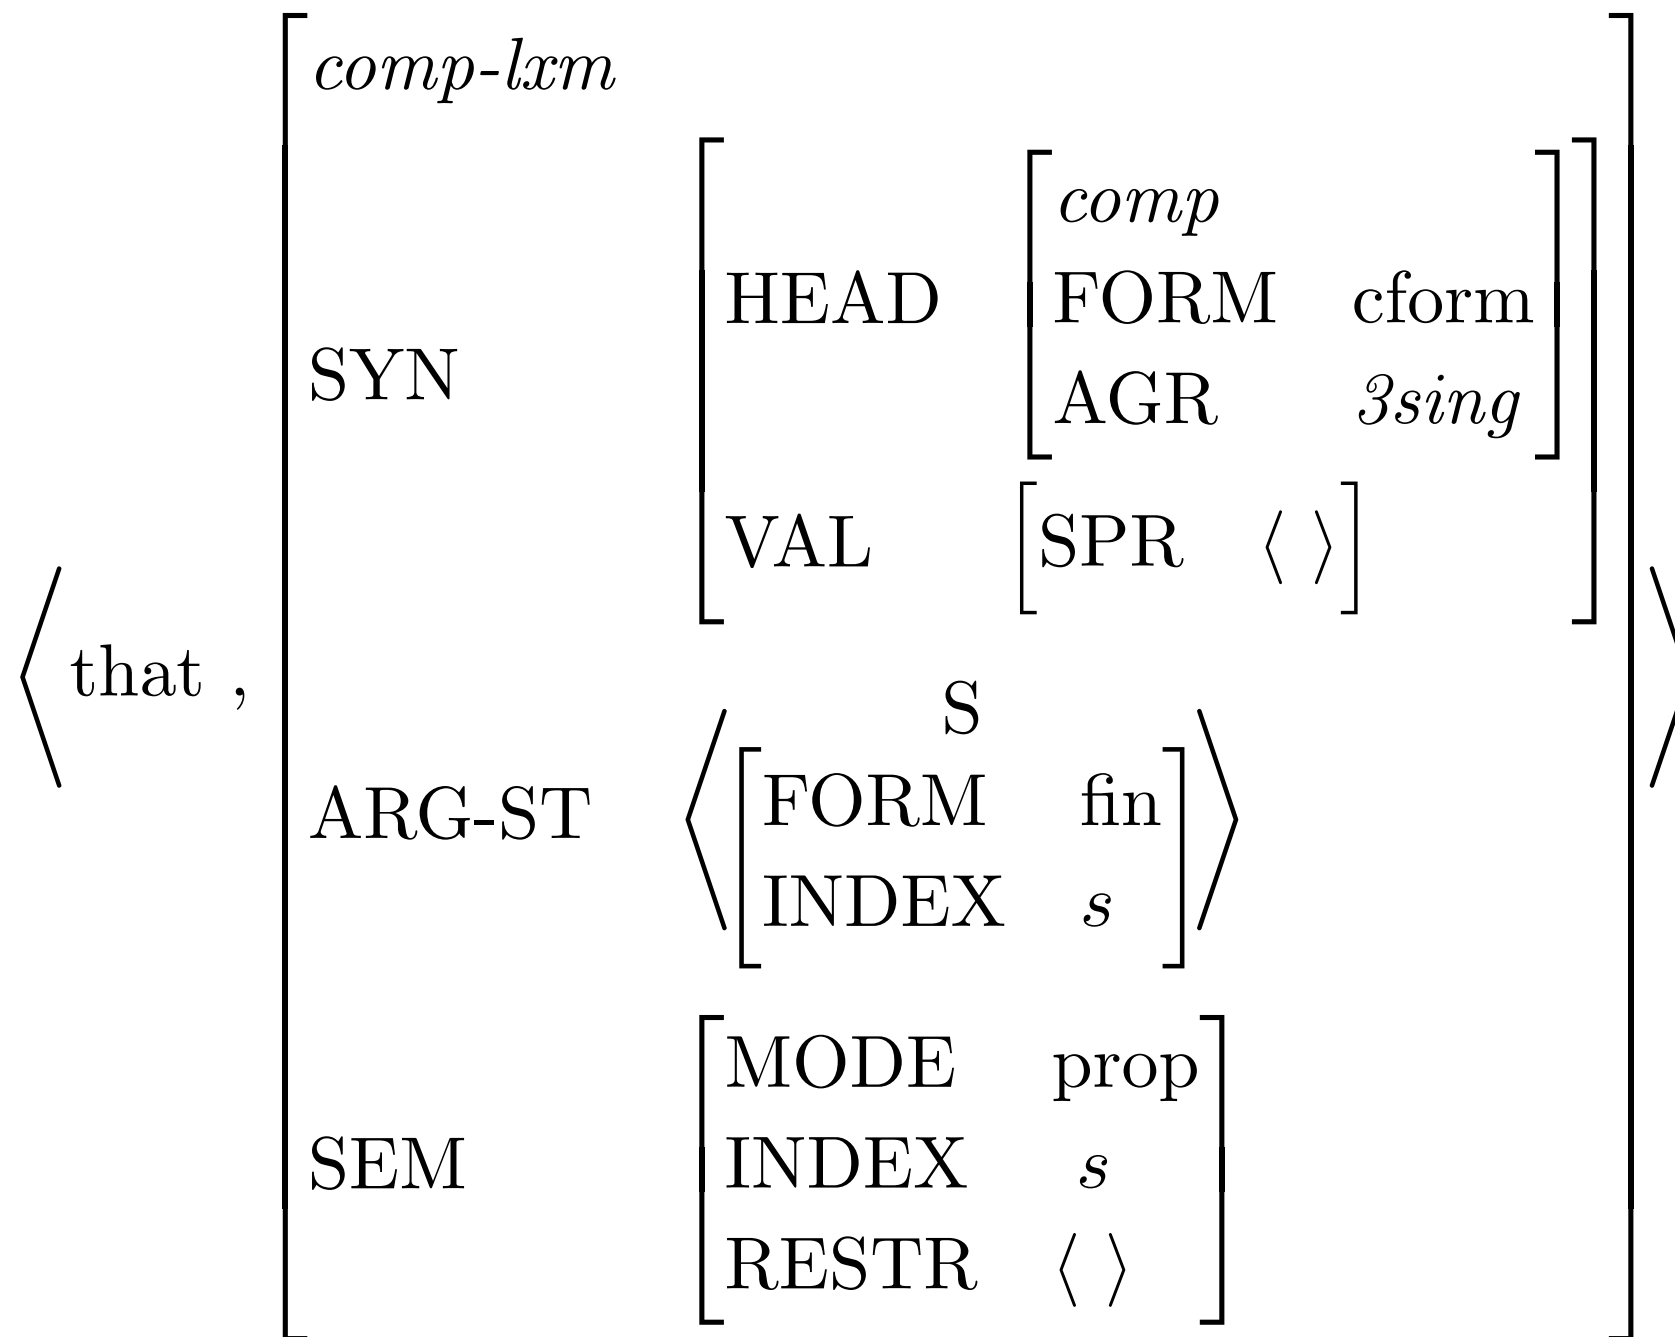 comp-lxm
comp
HEAD FORM cform
SYN AGR 3sing
VAL SPR ⟨ ⟩
⟨ that ,
S
ARG-ST ⟨ FORM fin ⟩
INDEX s
MODE prop
SEM INDEX s
RESTR ⟨ ⟩